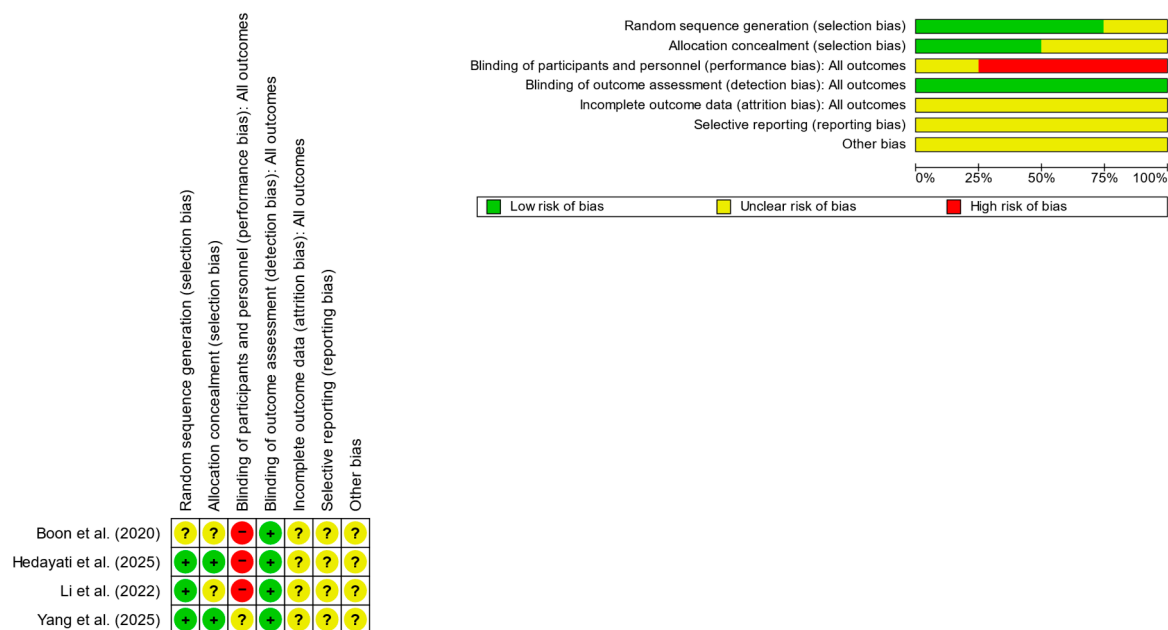 Random sequence generation (selection bias)
Allocation concealment (selection bias)
Blinding of participants and personnel (performance bias): All outcomes
Blinding of outcome assessment (detection bias): All outcomes
Incomplete outcome data (attrition bias): All outcomes
Selective reporting (reporting bias)
Other bias
0% 25% 50% 75% 100%
Low risk of bias Unclear risk of bias High risk of bias
Random sequence generation (selection bias)
Allocation concealment (selection bias)
Blinding of participants and personnel (performance bias): All outcomes
Blinding of outcome assessment (detection bias): All outcomes
Incomplete outcome data (attrition bias): All outcomes
Selective reporting (reporting bias)
Other bias
Boon et al. (2020) ? ? – + ? ? ?
Hedayati et al. (2025) + + – + ? ? ?
Li et al. (2022) + ? – + ? ? ?
Yang et al. (2025) + + ? + ? ? ?